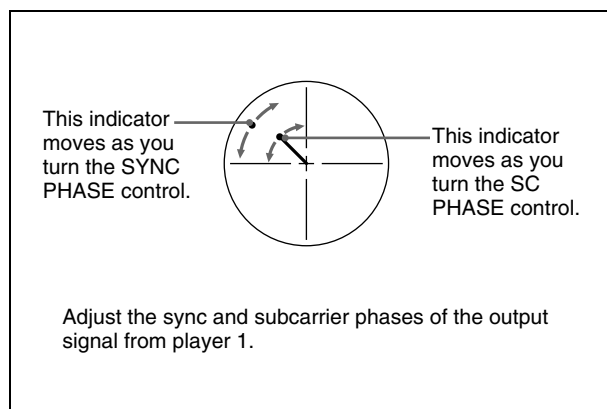 This indicator
moves as you
turn the SYNC
PHASE control.
This indicator
moves as you
turn the SC
PHASE control.
Adjust the sync and subcarrier phases of the output
signal from player 1.